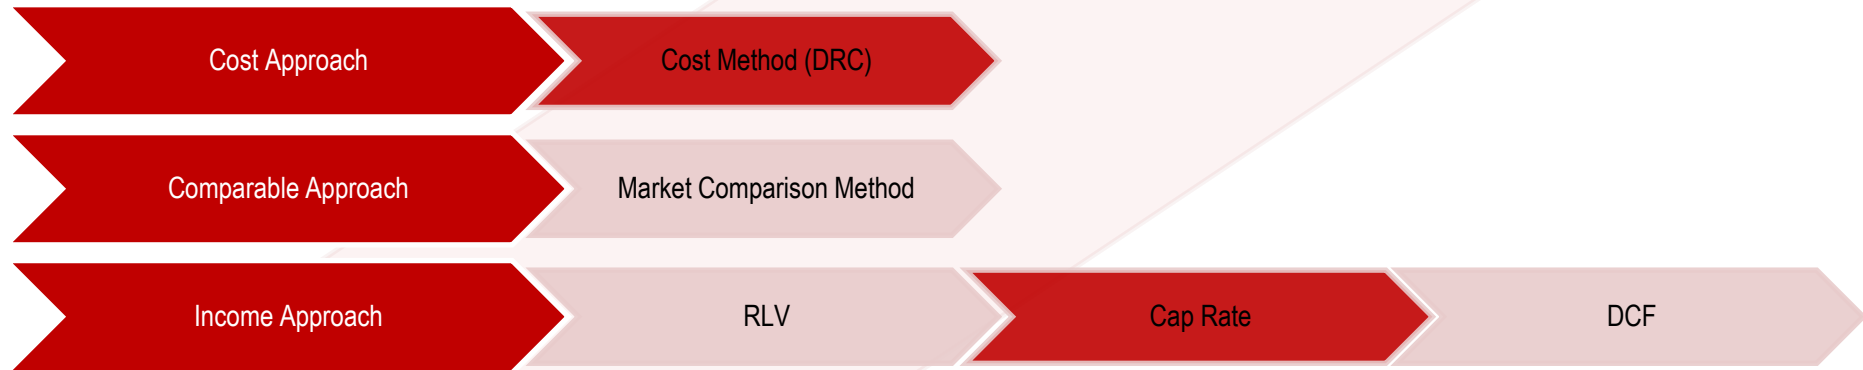 Cost Approach
Cost Method (DRC)
Comparable Approach
Market Comparison Method
Income Approach
RLV
Cap Rate
DCF